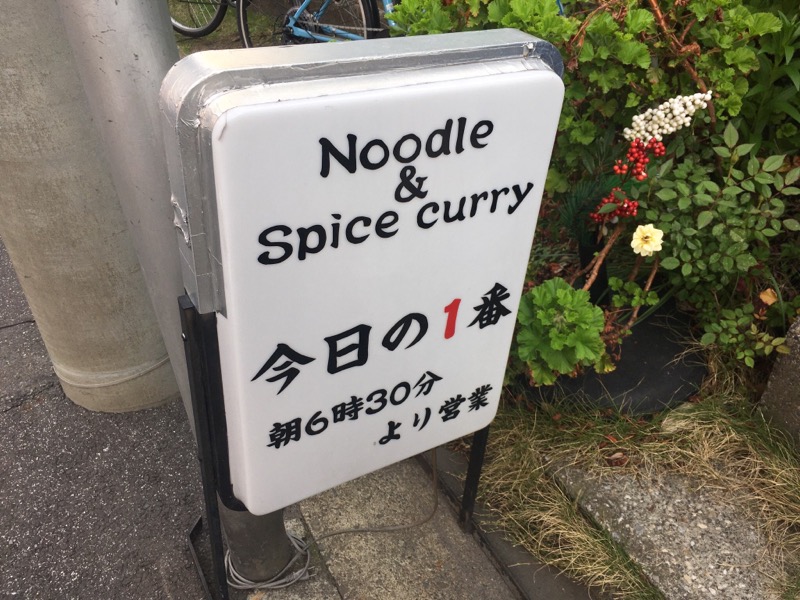 Noodle
&
Spice curry
今日の1番
朝6時30分
より営業